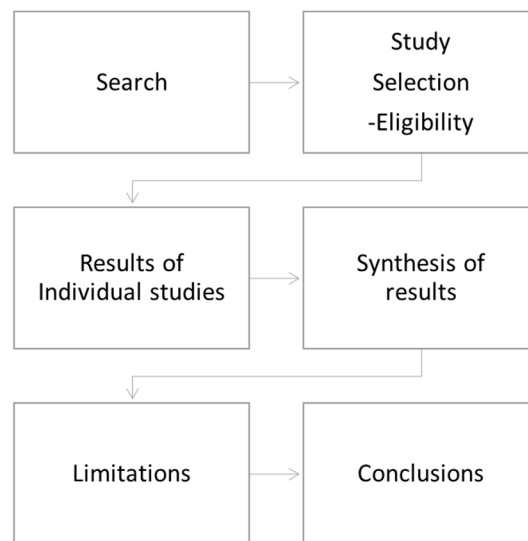 Search
Study
Selection
-Eligibility
Results of
Individual studies
Synthesis of
results
Limitations
Conclusions